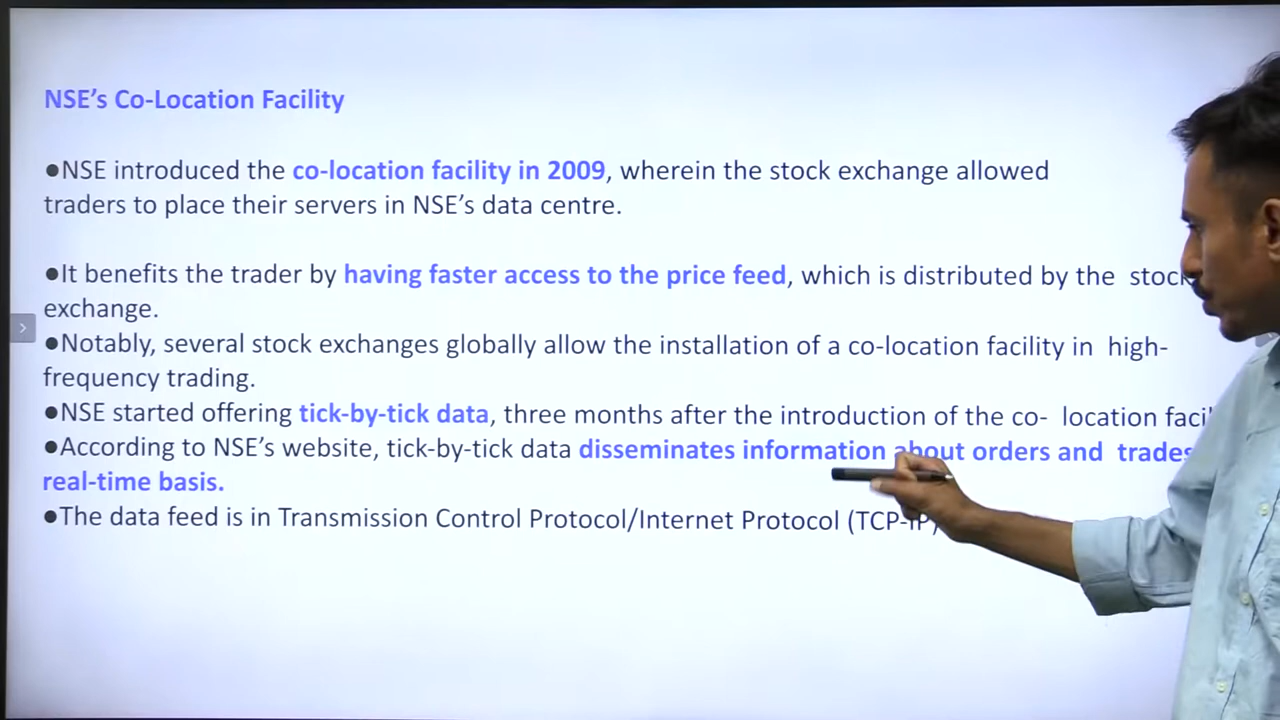 NSE’s Co-Location Facility
●NSE introduced the co-location facility in 2009, wherein the stock exchange allowed
traders to place their servers in NSE’s data centre.
●It benefits the trader by having faster access to the price feed, which is distributed by the stock
exchange.
●Notably, several stock exchanges globally allow the installation of a co-location facility in high-
frequency trading.
●NSE started offering tick-by-tick data, three months after the introduction of the co- location
●According to NSE’s website, tick-by-tick data disseminates information about orders and trades
real-time basis.
●The data feed is in Transmission Control Protocol/Internet Protocol (TCP-IP)